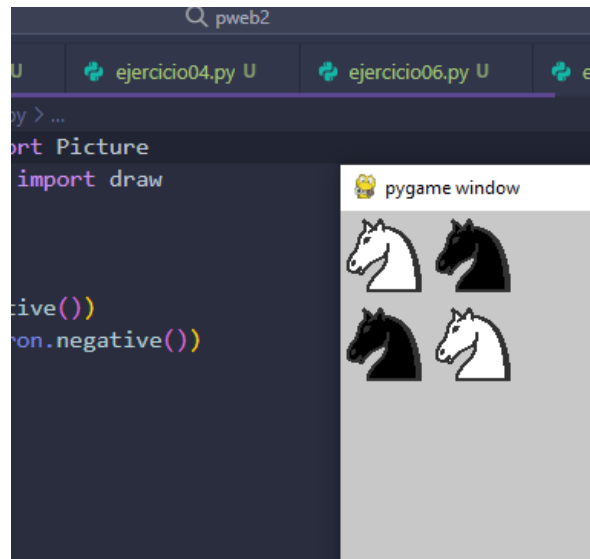 pweb2
U ejercicio04.py U ejercicio06.py U e
py > ...
ort Picture
import draw
pygame window
tive())
ron.negative())